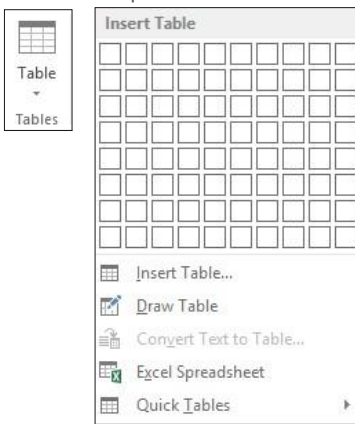 Table
Tables
Insert Table
Insert Table...
Draw Table
Convert Text to Table...
Excel Spreadsheet
Quick Tables